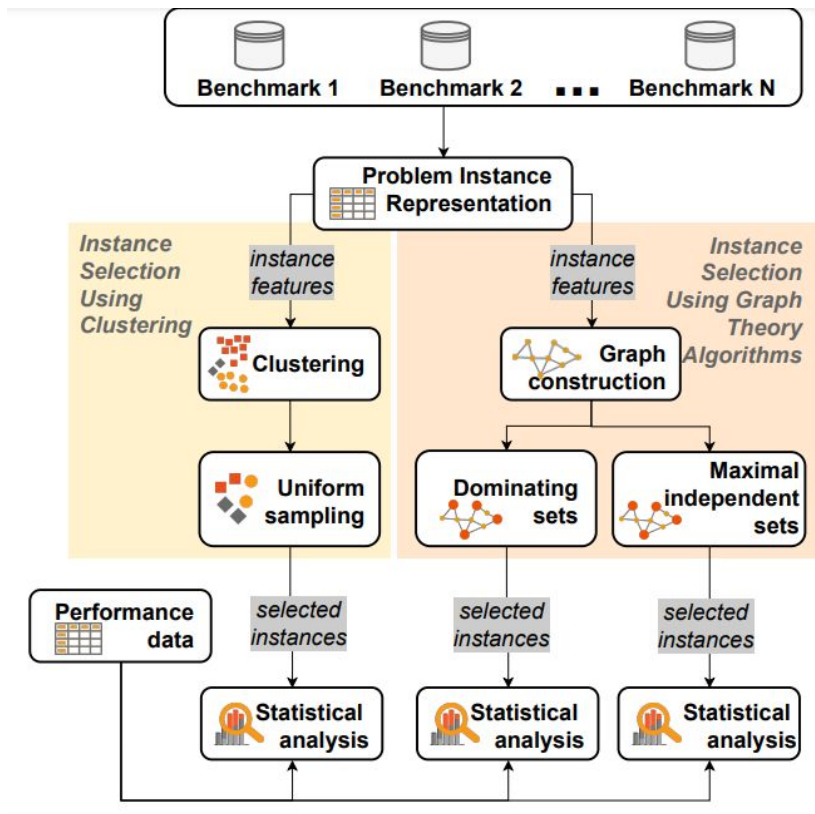 Benchmark 1
Benchmark 2
Benchmark N
Problem Instance
Representation
Instance
Selection
Using
Clustering
instance
features
instance
features
Instance
Selection
Using Graph
Theory
Algorithms
Clustering
Graph
construction
Uniform
sampling
Dominating
sets
Maximal
independent
sets
Performance
data
selected
instances
selected
instances
selected
instances
Statistical
analysis
Statistical
analysis
Statistical
analysis